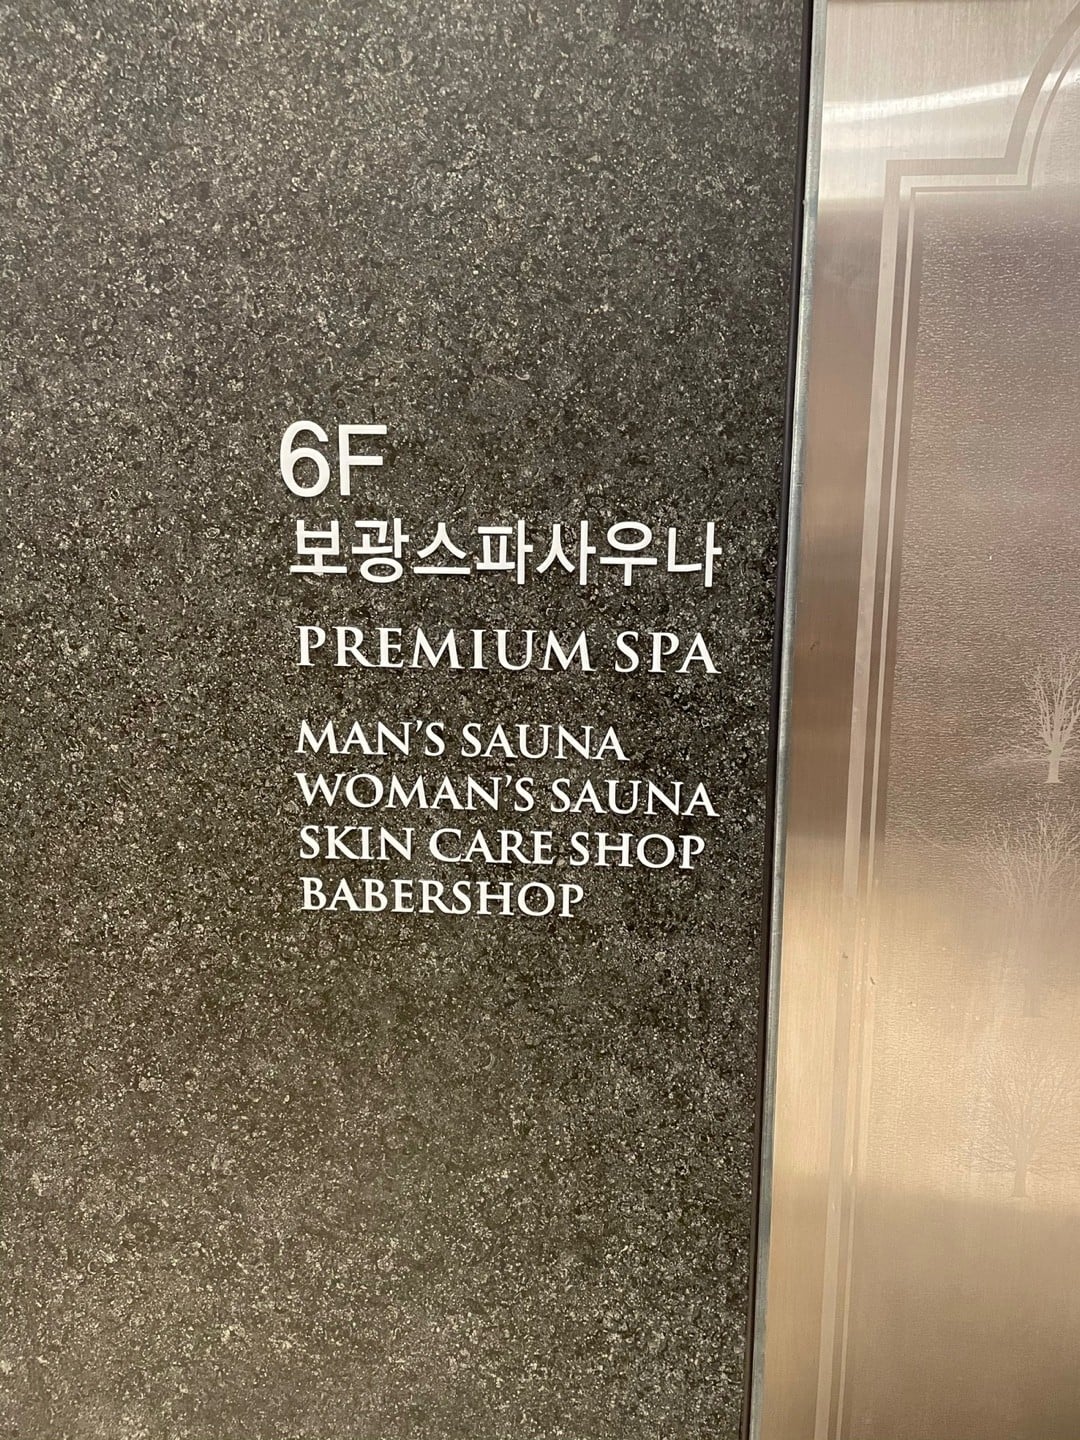 6F
보광스파사우나
PREMIUM SPA
MAN'S SAUNA
WOMAN'S SAUNA
SKIN CARE SHOP
BABERSHOP